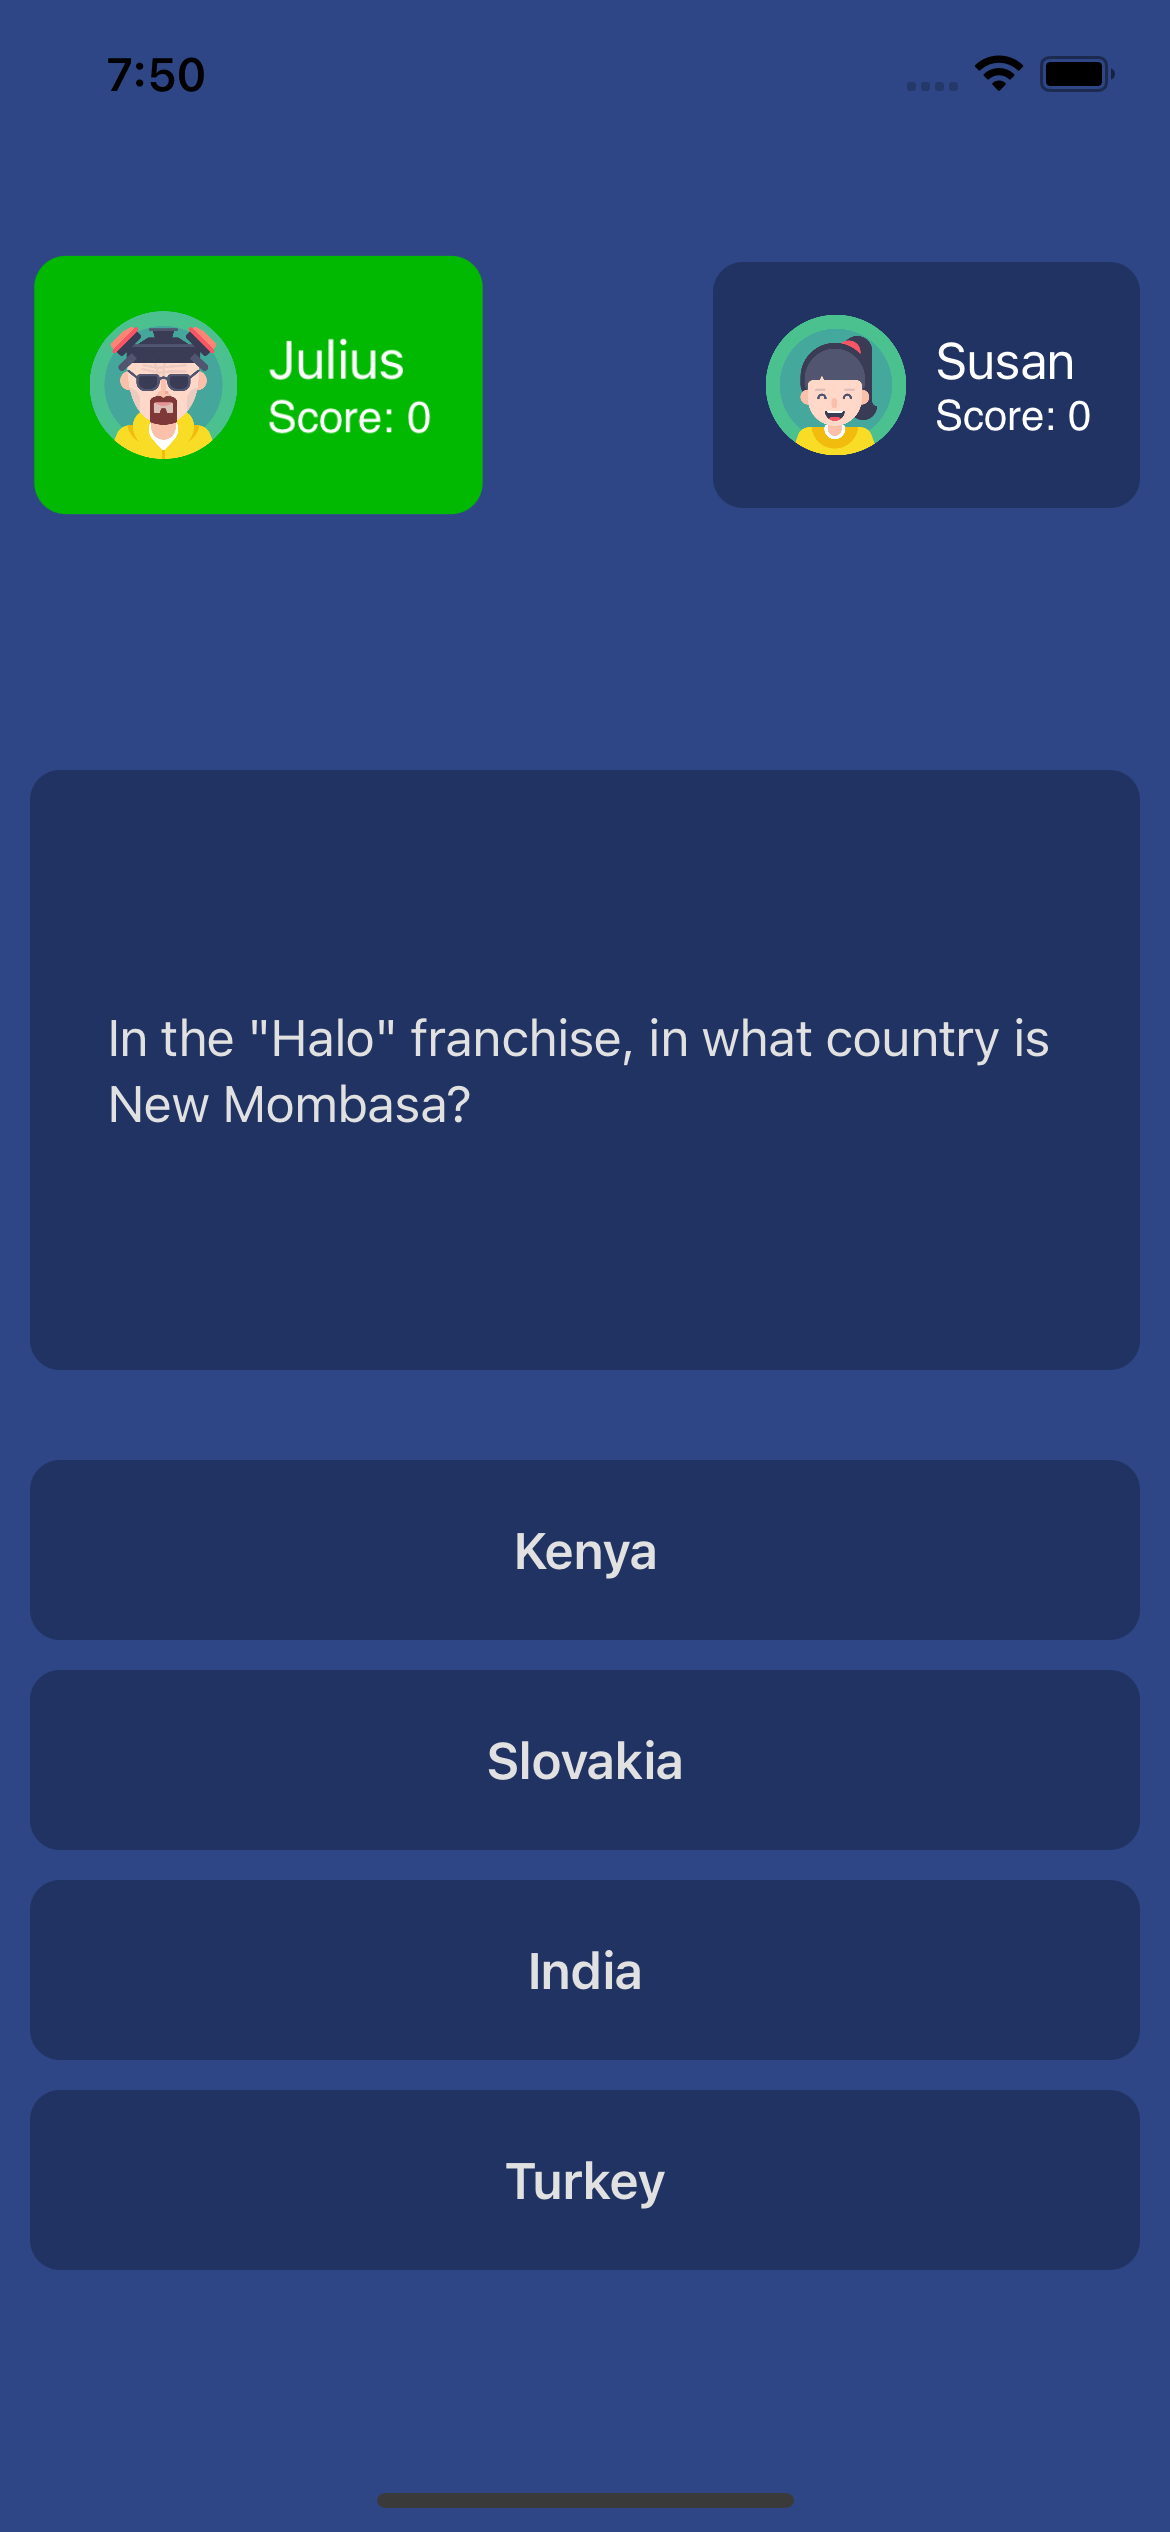 7:50
Julius
Score: 0
Susan
Score: 0
In the "Halo" franchise, in what country is
New Mombasa?
Kenya
Slovakia
India
Turkey